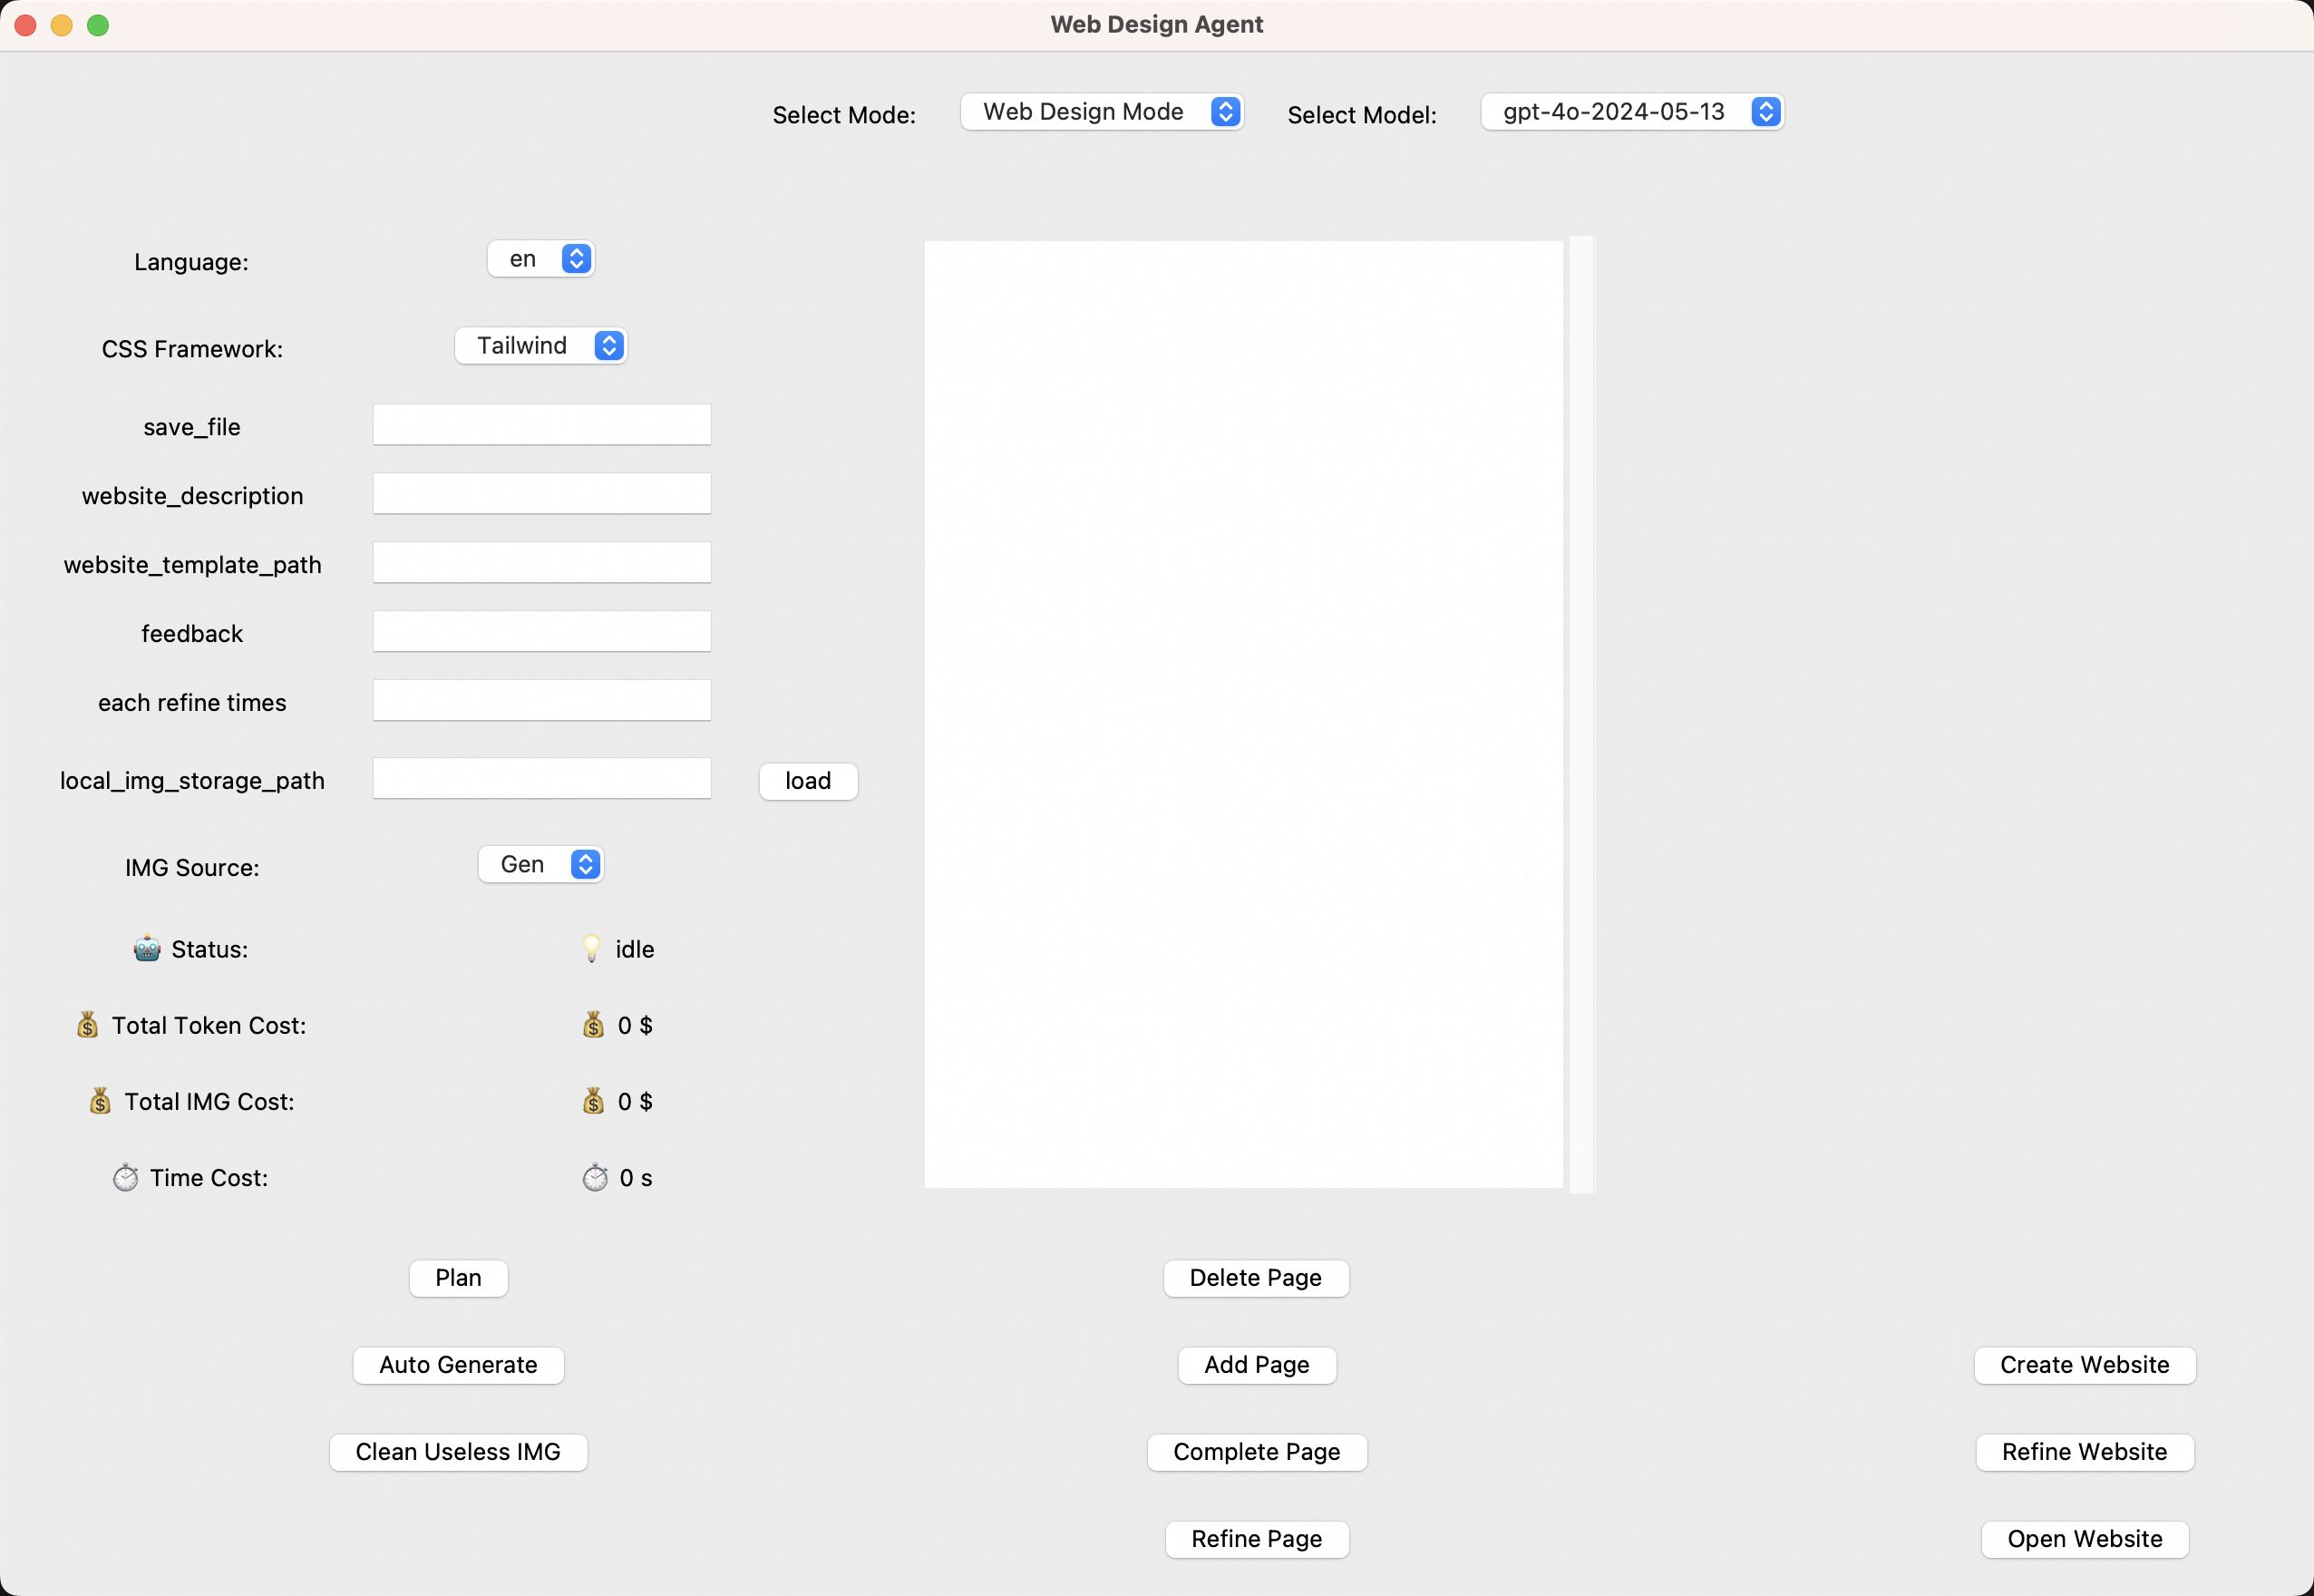 Web Design Agent
Select Mode: Web Design Mode Select Model: gpt-4o-2024-05-13
Language: en
CSS Framework: Tailwind
save_file
website_description
website_template_path
feedback
each refine times
local_img_storage_path load
IMG Source: Gen
🤖 Status: 💡 idle
💰 Total Token Cost: 💰 0 $
💰 Total IMG Cost: 💰 0 $
⏱ Time Cost: ⏱ 0 s
Plan Delete Page
Auto Generate Add Page Create Website
Clean Useless IMG Complete Page Refine Website
Refine Page Open Website